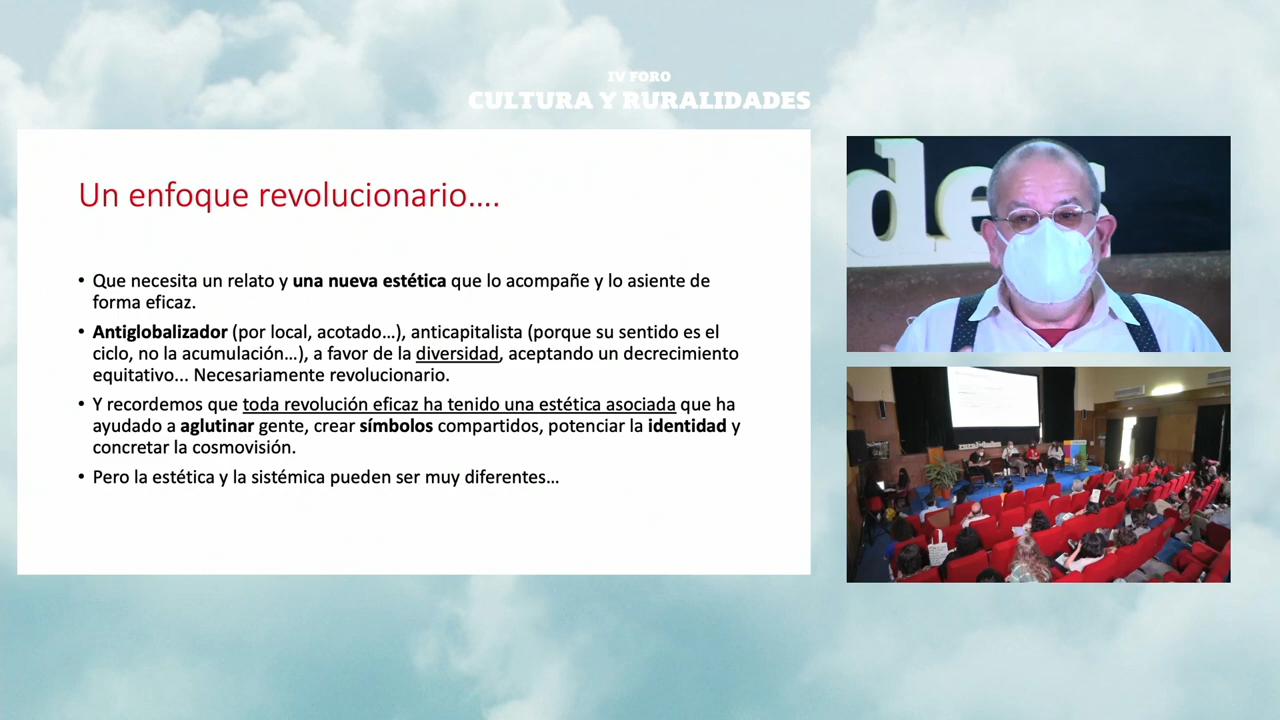 IV FORO
CULTURA Y RURALIDADES
Un enfoque revolucionario....
• Que necesita un relato y una nueva estética que lo acompañe y lo asiente de
forma eficaz.
• Antiglobalizador (por local, acotado…), anticapitalista (porque su sentido es el
ciclo, no la acumulación…), a favor de la diversidad, aceptando un decrecimiento
equitativo... Necesariamente revolucionario.
• Y recordemos que toda revolución eficaz ha tenido una estética asociada que ha
ayudado a aglutinar gente, crear símbolos compartidos, potenciar la identidad y
concretar la cosmovisión.
• Pero la estética y la sistémica pueden ser muy diferentes…
des
ruralidades